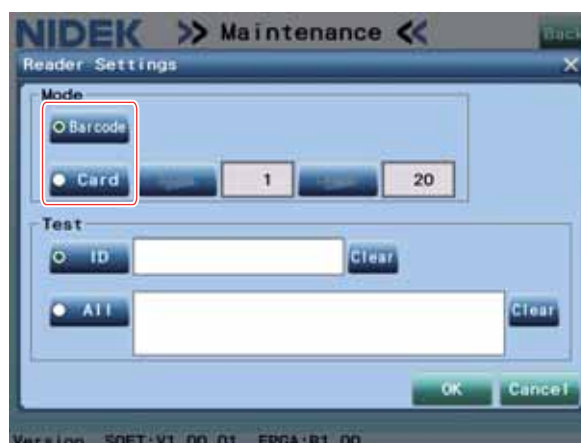 NIDEK >> Maintenance << Back
Reader Settings X
Mode
Barcode
Card 1 20
Test
ID Clear
All Clear
OK Cancel
Version SOFT:V1.00.01 FPGA:B1.00